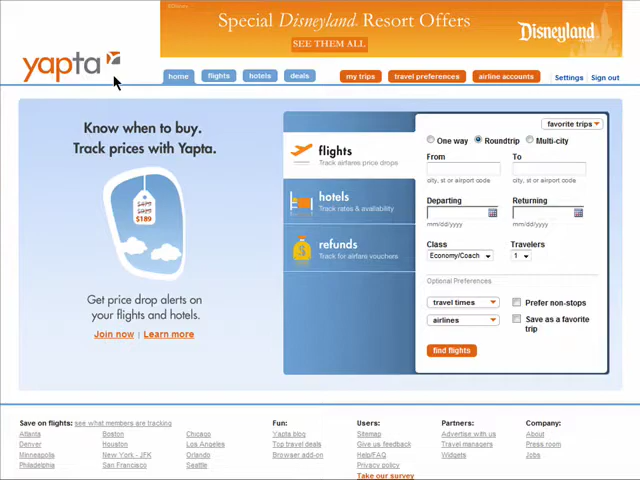 Special Disneyland Resort Offers
SEE THEM ALL
Disneyland
yapta
home flights hotels deals my trips travel preferences airline accounts Settings Sign out
Know when to buy.
Track prices with Yapta.
$189
Get price drop alerts on
your flights and hotels.
Join now | Learn more
flights
Track airfares price drops
hotels
Track rates & availability
refunds
Track for airfare vouchers
favorite trips
One way Roundtrip Multi-city
From To
city, st or airport code city, st or airport code
Departing Returning
mm/dd/yyyy mm/dd/yyyy
Class Travelers
Economy/Coach 1
Optional Preferences
travel times Prefer non-stops
airlines Save as a favorite
trip
find flights
Save on flights: see what members are tracking
Atlanta Boston Chicago
Denver Houston Los Angeles
Minneapolis New York - JFK Orlando
Philadelphia San Francisco Seattle
Fun:
Yapta blog
Top travel deals
Browser add-on
Users:
Sitemap
Give us feedback
Help/FAQ
Privacy policy
Take our survey
Partners:
Advertise with us
Travel managers
Widgets
Company:
About
Press room
Jobs